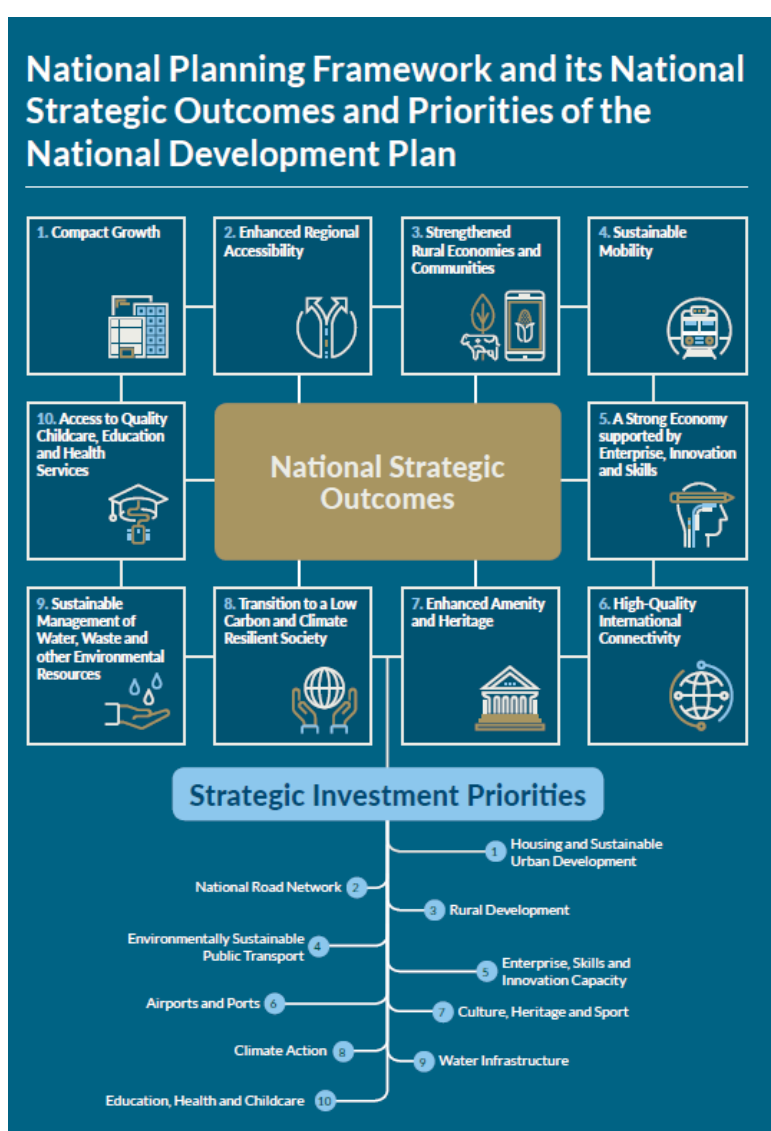 National Planning Framework and its National
Strategic Outcomes and Priorities of the
National Development Plan
1. Compact Growth
2. Enhanced Regional
Accessibility
3. Strengthened
Rural Economies and
Communities
4. Sustainable
Mobility
10. Access to Quality
Childcare, Education
and Health
Services
National Strategic
Outcomes
5. A Strong Economy
supported by
Enterprise, Innovation
and Skills
9. Sustainable
Management of
Water, Waste and
other Environmental
Resources
8. Transition to a Low
Carbon and Climate
Resilient Society
7. Enhanced Amenity
and Heritage
6. High-Quality
International
Connectivity
Strategic Investment Priorities
1 Housing and Sustainable
Urban Development
National Road Network 2
3 Rural Development
Environmentally Sustainable
Public Transport 4
5 Enterprise, Skills and
Innovation Capacity
Airports and Ports 6
7 Culture, Heritage and Sport
Climate Action 8
9 Water Infrastructure
Education, Health and Childcare 10